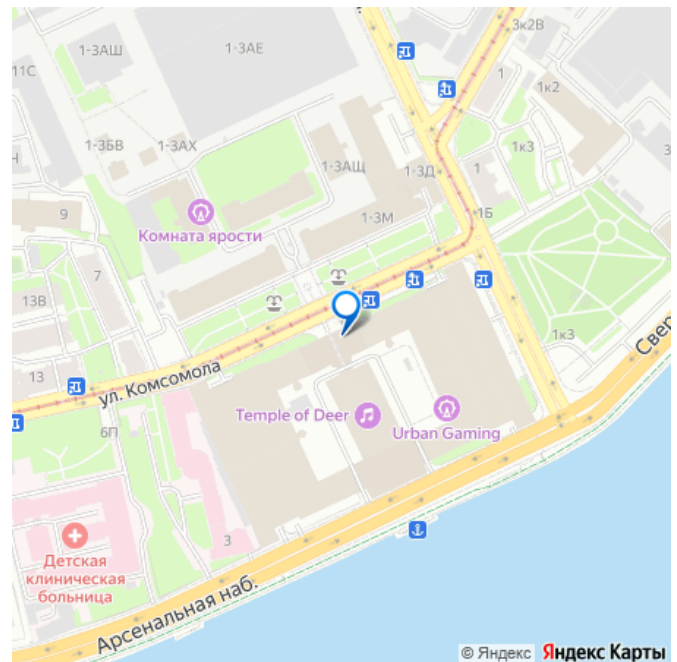 3к2В
1-3АШ
1-3АЕ
11С
1
1к2
1-3БВ
1-3АХ
1к3
1-3АЩ
1-3Д
1
9
1-3М
1Б
Комната ярости
7
13В
1к3
Свер
13
ул. Комсомола
Temple of Deer
Urban Gaming
6П
3
Детская
клиническая
больница
Арсенальная наб.
© Яндекс Яндекс Карты